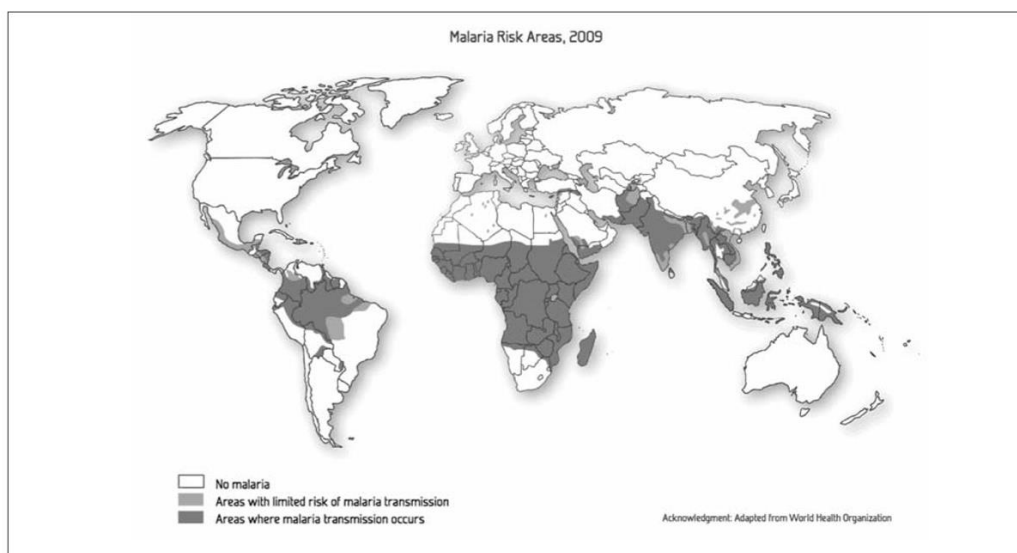 Malaria Risk Areas, 2009
No malaria
Areas with limited risk of malaria transmission
Areas where malaria transmission occurs
Acknowledgment: Adapted from World Health Organization